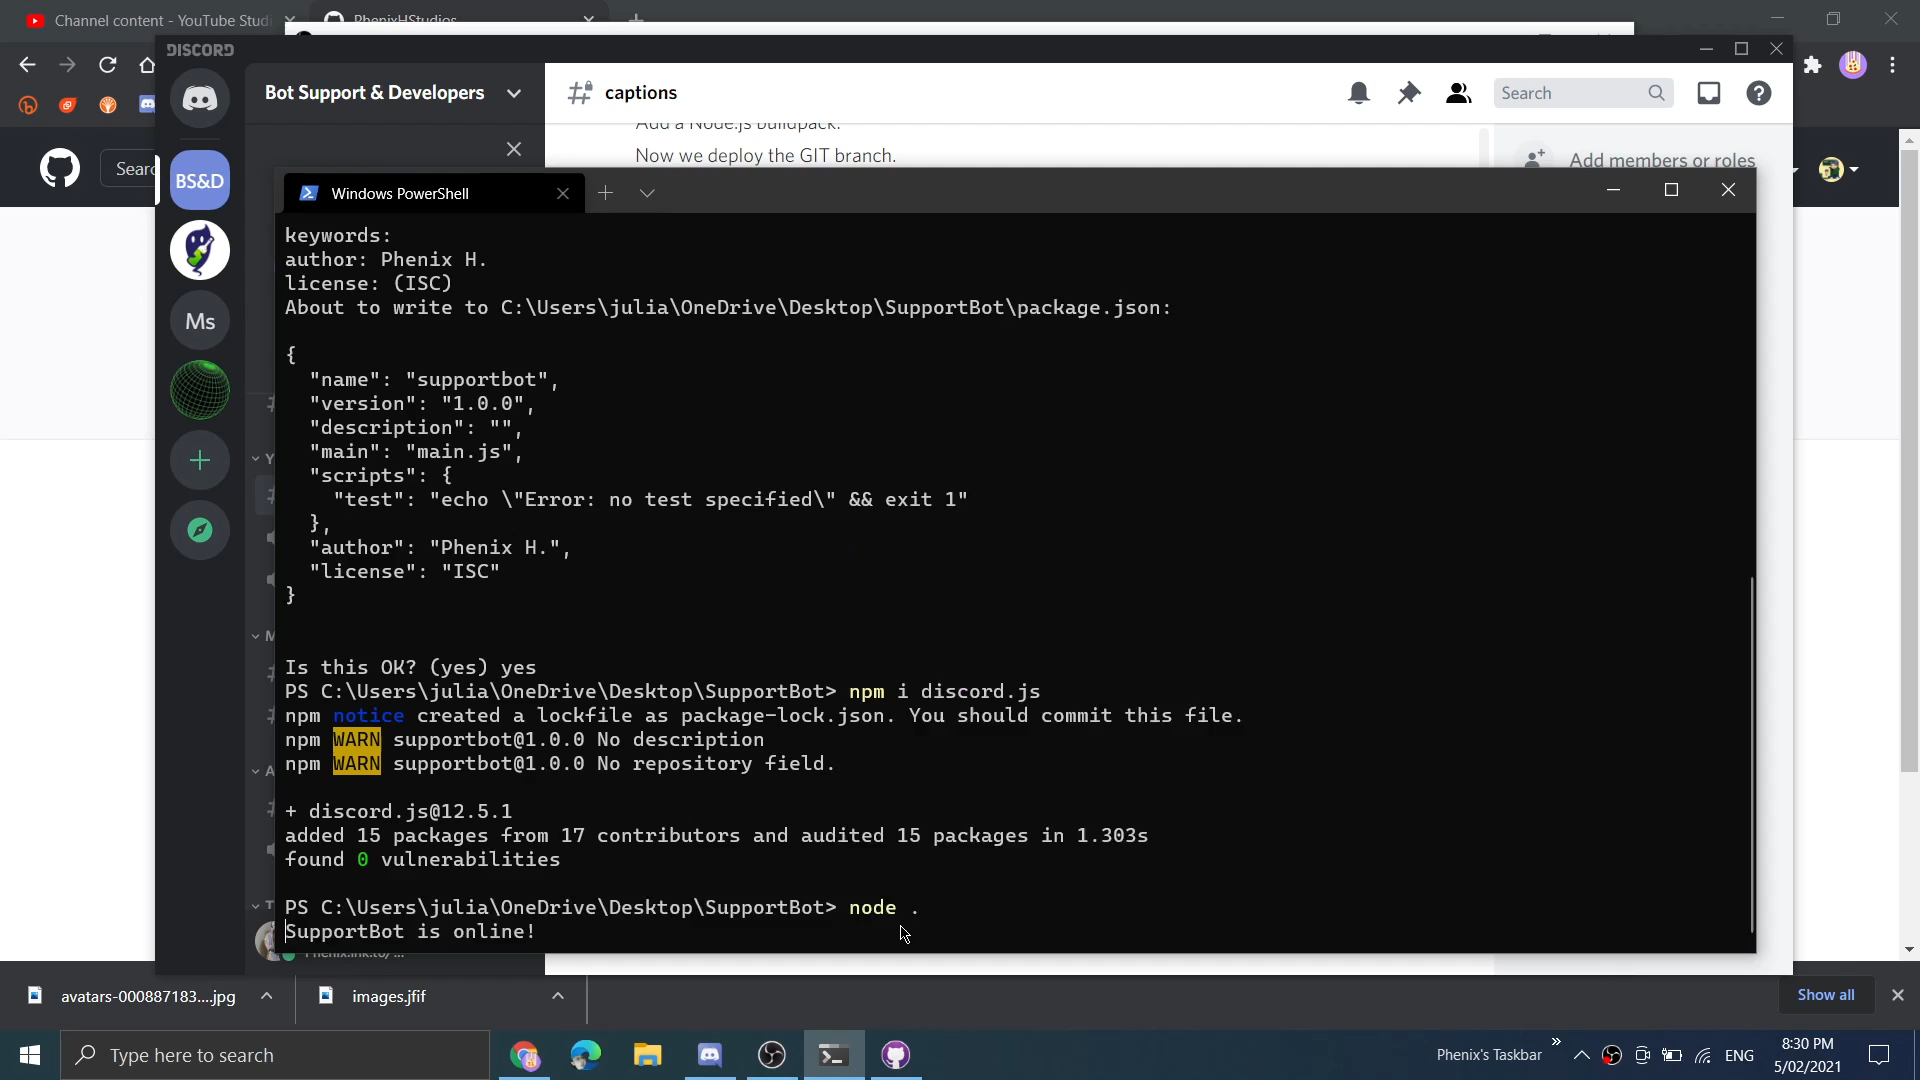 Channel content - YouTube Studi
PhenixHStudios
DISCORD
Bot Support & Developers
captions
Search
Add a Node.js buildpack.
Now we deploy the GIT branch.
Add members or roles
Searc
BS&D
Ms
Windows PowerShell
keywords:
author: Phenix H.
license: (ISC)
About to write to C:\Users\julia\OneDrive\Desktop\SupportBot\package.json:
{
"name": "supportbot",
"version": "1.0.0",
"description": "",
"main": "main.js",
"scripts": {
"test": "echo \"Error: no test specified\" && exit 1"
},
"author": "Phenix H.",
"license": "ISC"
}
Is this OK? (yes) yes
PS C:\Users\julia\OneDrive\Desktop\SupportBot> npm i discord.js
npm notice created a lockfile as package-lock.json. You should commit this file.
npm WARN supportbot@1.0.0 No description
npm WARN supportbot@1.0.0 No repository field.
+ discord.js@12.5.1
added 15 packages from 17 contributors and audited 15 packages in 1.303s
found 0 vulnerabilities
PS C:\Users\julia\OneDrive\Desktop\SupportBot> node .
SupportBot is online!
avatars-000887183....jpg
images.jfif
Show all
Type here to search
Phenix's Taskbar
ENG
8:30 PM
5/02/2021